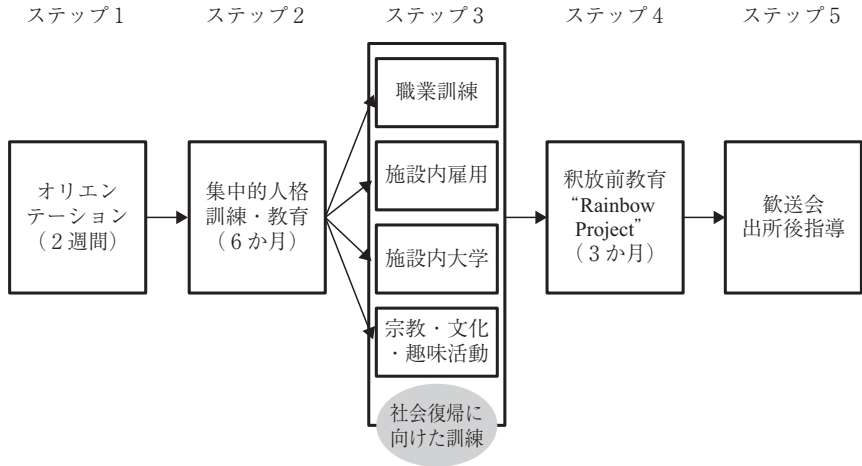 ステップ1
ステップ2
ステップ3
ステップ4
ステップ5
オリエン
テーション
(2週間)
集中的人格
訓練・教育
(6か月)
職業訓練
施設内雇用
施設内大学
宗教・文化
・趣味活動
社会復帰に
向けた訓練
釈放前教育
“Rainbow
Project”
(3か月)
歓送会
出所後指導